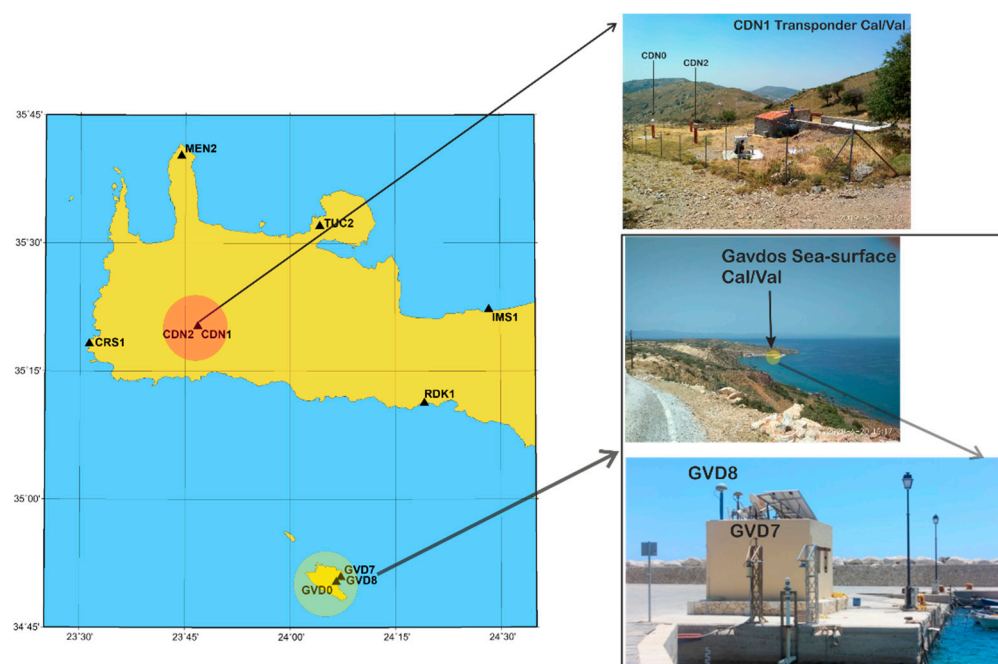 CDN1 Transponder Cal/Val
CDN0
CDN2
35°45'
MEN2
35°30'
TUC2
CDN2 CDN1
IMS1
CRS1
35°15'
RDK1
35°00'
GVD7
GVD8
GVD0
34°45'
23°30'
23°45'
24°00'
24°15'
24°30'
Gavdos Sea-surface
Cal/Val
GVD8
GVD7